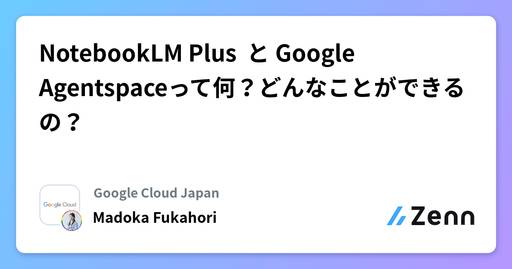 NotebookLM Plus と Google
Agentspaceって何？どんなことができる
の？
Google Cloud Japan
Google Cloud
Madoka Fukahori
Zenn